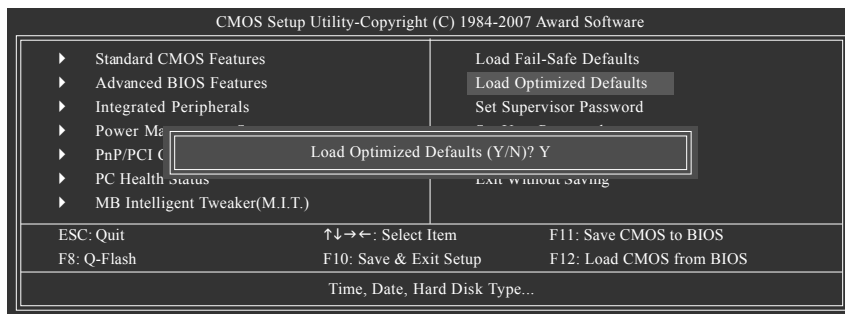 CMOS Setup Utility-Copyright (C) 1984-2007 Award Software
Standard CMOS Features
Advanced BIOS Features
Integrated Peripherals
Power
PnP/PCI
PC Health Status
MB Intelligent Tweaker(M.I.T.)
Load Fail-Safe Defaults
Load Optimized Defaults
Set Supervisor Password
Exit Without Saving
Load Optimized Defaults (Y/N)? Y
ESC: Quit ↑↓→←: Select Item F11: Save CMOS to BIOS
F8: Q-Flash F10: Save & Exit Setup F12: Load CMOS from BIOS
Time, Date, Hard Disk Type...